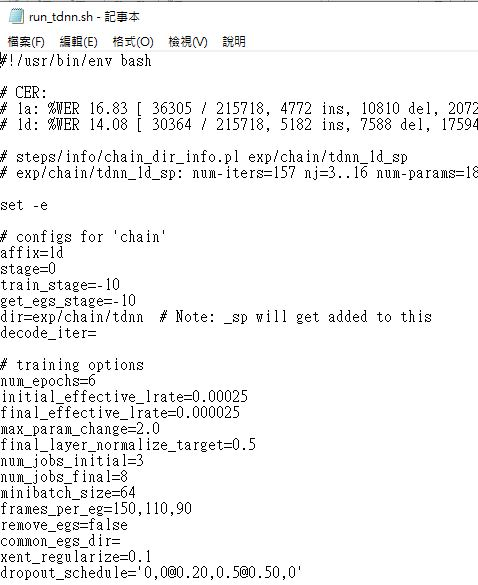 run_tdnn.sh - 記事本
檔案(F) 編輯(E) 格式(O) 檢視(V) 說明
#!/usr/bin/env bash
# CER:
# 1a: %WER 16.83 [ 36305 / 215718, 4772 ins, 10810 del, 2072
# 1d: %WER 14.08 [ 30364 / 215718, 5182 ins, 7588 del, 17594
# steps/info/chain_dir_info.pl exp/chain/tdnn_1d_sp
# exp/chain/tdnn_1d_sp: num-iters=157 nj=3..16 num-params=18
set -e
# configs for 'chain'
affix=1d
stage=0
train_stage=-10
get_egs_stage=-10
dir=exp/chain/tdnn  # Note: _sp will get added to this
decode_iter=
# training options
num_epochs=6
initial_effective_lrate=0.00025
final_effective_lrate=0.000025
max_param_change=2.0
final_layer_normalize_target=0.5
num_jobs_initial=3
num_jobs_final=8
minibatch_size=64
frames_per_eg=150,110,90
remove_egs=false
common_egs_dir=
xent_regularize=0.1
dropout_schedule='0,0@0.20,0.5@0.50,0'